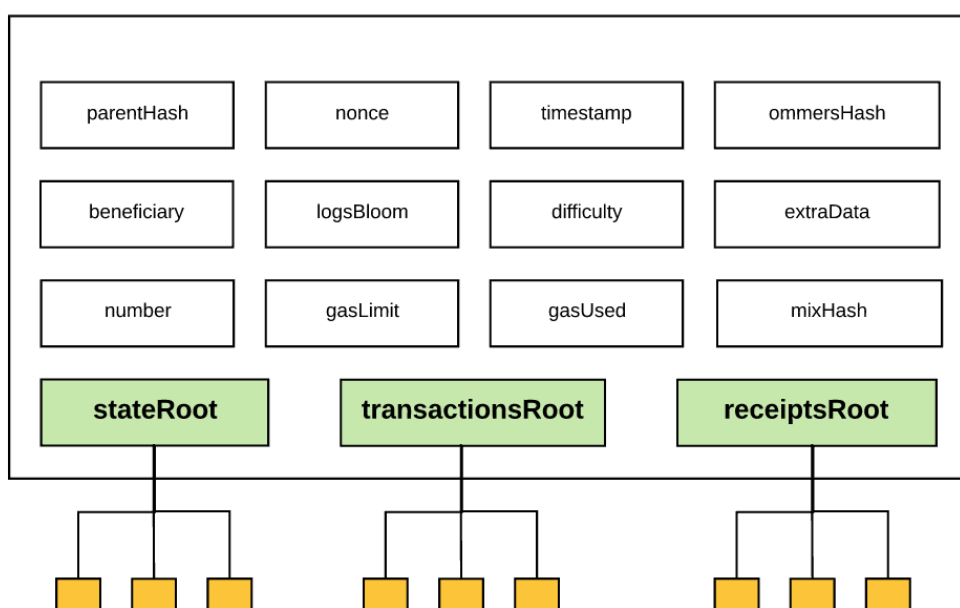 parentHash
nonce
timestamp
ommersHash
beneficiary
logsBloom
difficulty
extraData
number
gasLimit
gasUsed
mixHash
stateRoot
transactionsRoot
receiptsRoot